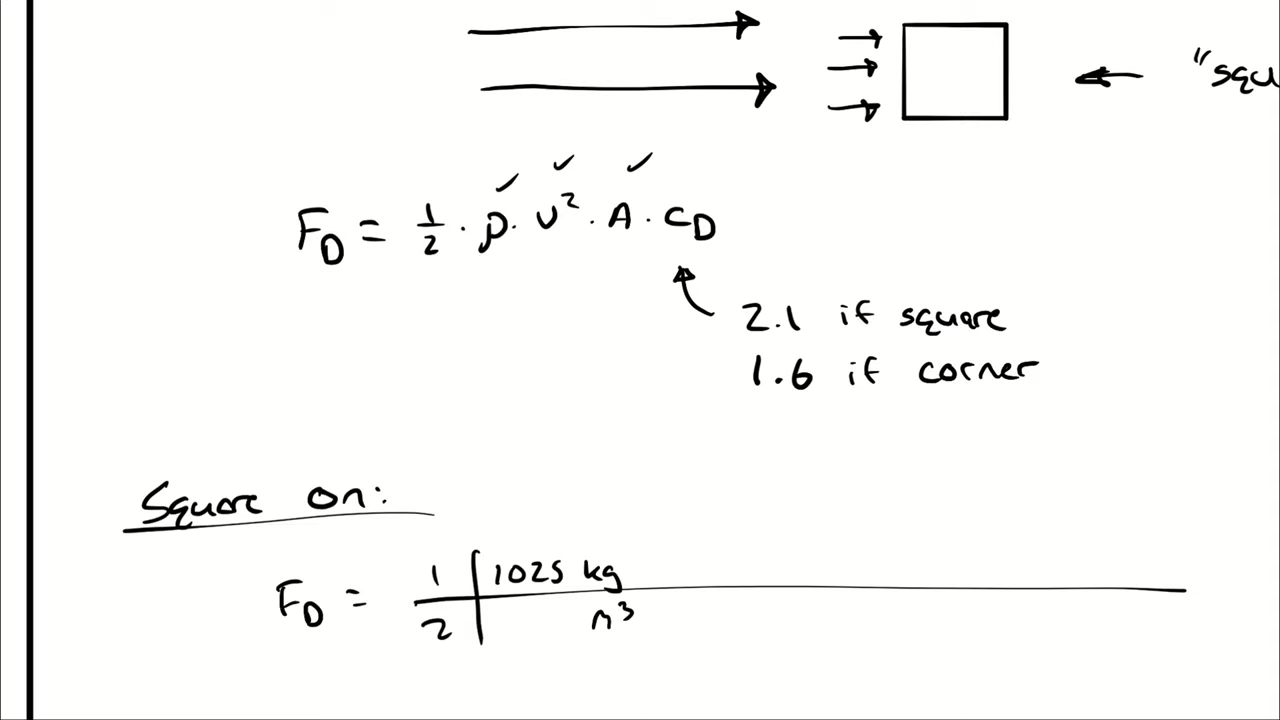 "squ
F_D = 1/2 · ρ · v² · A · C_D
2.1 if square
1.6 if corner
Square on:
F_D = 1/2 | 1025 kg / m³